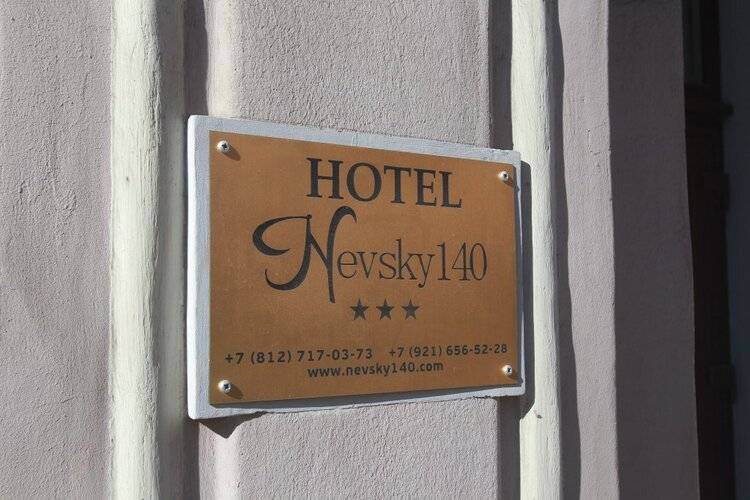 HOTEL
Nevsky140
★★★
+7 (812) 717-03-73 +7 (921) 656-52-28
www.nevsky140.com